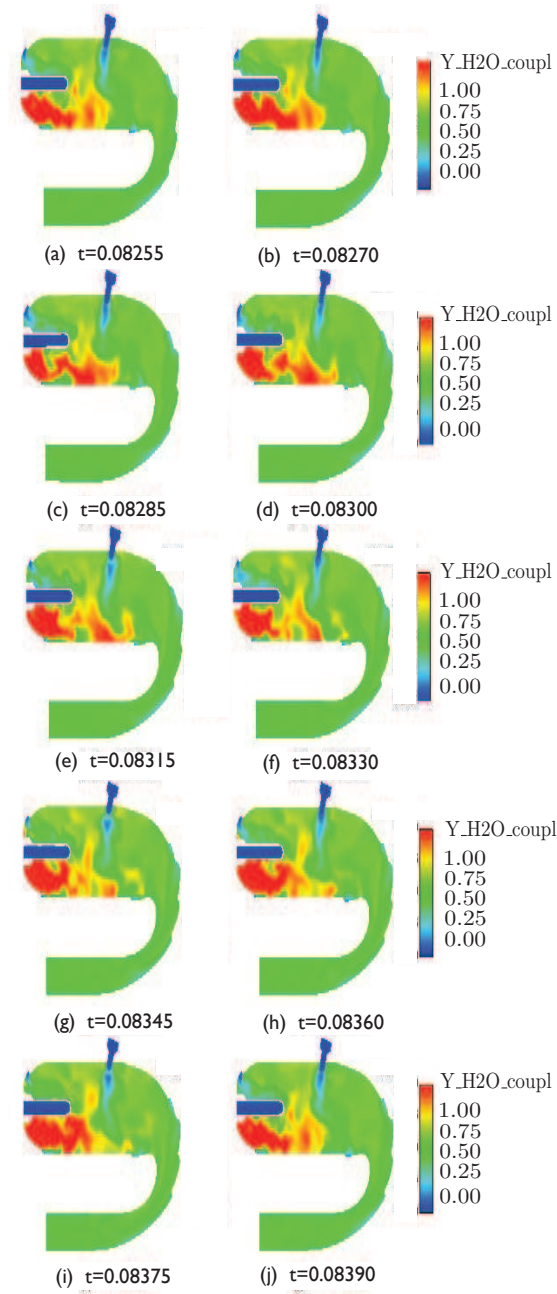 Y_H2O_coupl
1.00
0.75
0.50
0.25
0.00
(a) t=0.08255
(b) t=0.08270
Y_H2O_coupl
1.00
0.75
0.50
0.25
0.00
(c) t=0.08285
(d) t=0.08300
Y_H2O_coupl
1.00
0.75
0.50
0.25
0.00
(e) t=0.08315
(f) t=0.08330
Y_H2O_coupl
1.00
0.75
0.50
0.25
0.00
(g) t=0.08345
(h) t=0.08360
Y_H2O_coupl
1.00
0.75
0.50
0.25
0.00
(i) t=0.08375
(j) t=0.08390